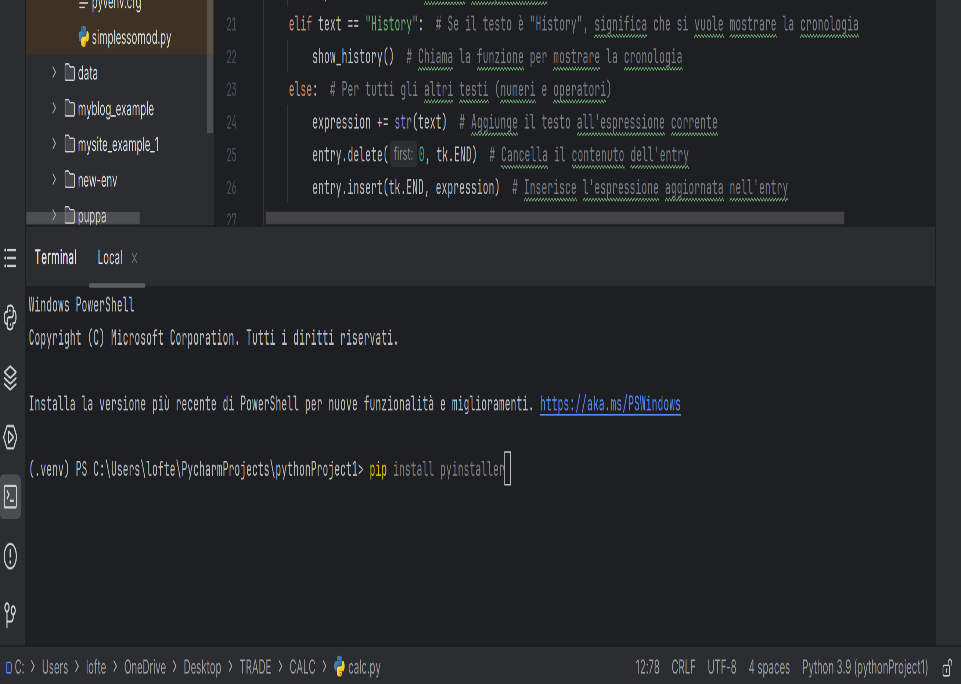 pyvenv.cfg
simplessomod.py
data
myblog_example
mysite_example_1
new-env
puppa
21 elif text == "History":  # Se il testo è "History", significa che si vuole mostrare la cronologia
22 show_history()  # Chiama la funzione per mostrare la cronologia
23 else:  # Per tutti gli altri testi (numeri e operatori)
24 expression += str(text)  # Aggiunge il testo all'espressione corrente
25 entry.delete( first: 0, tk.END)  # Cancella il contenuto dell'entry
26 entry.insert(tk.END, expression)  # Inserisce l'espressione aggiornata nell'entry
27
Terminal Local ×
Windows PowerShell
Copyright (C) Microsoft Corporation. Tutti i diritti riservati.
Installa la versione più recente di PowerShell per nuove funzionalità e miglioramenti. https://aka.ms/PSWindows
(.venv) PS C:\Users\lofte\PycharmProjects\pythonProject1> pip install pyinstaller
C: > Users > lofte > OneDrive > Desktop > TRADE > CALC > calc.py 12:78 CRLF UTF-8 4 spaces Python 3.9 (pythonProject1)